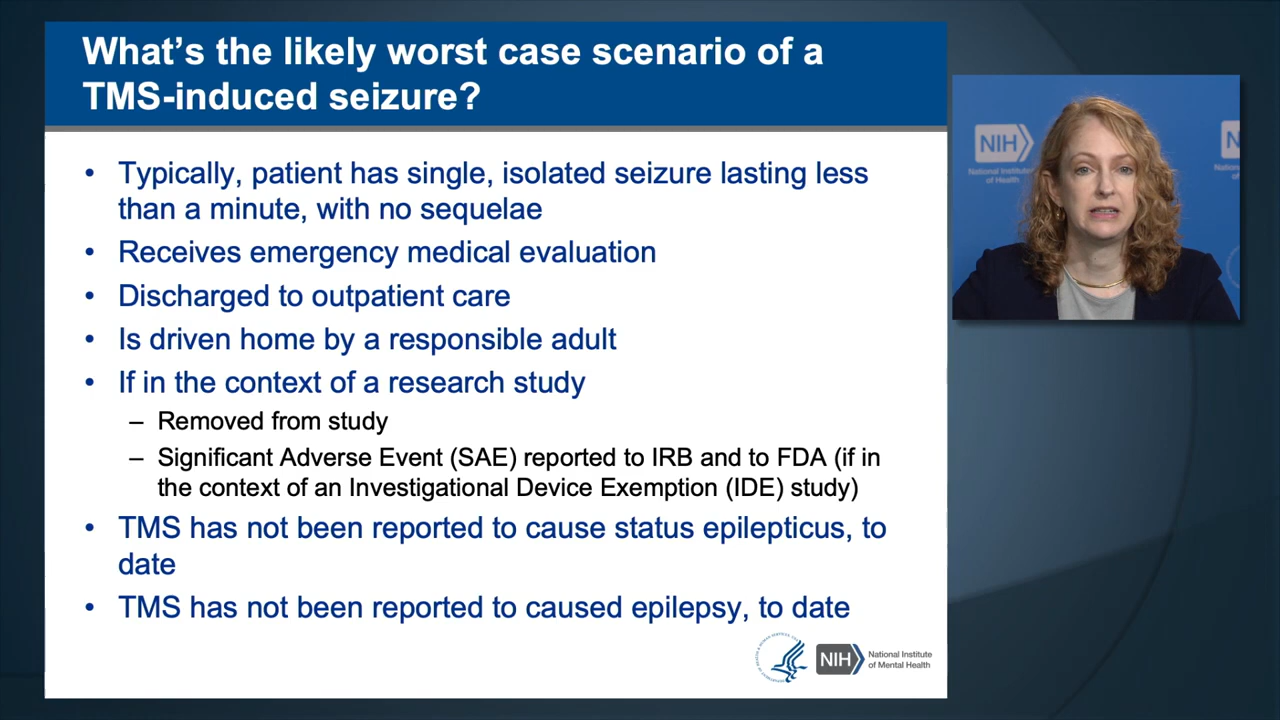 What's the likely worst case scenario of a
TMS-induced seizure?
• Typically, patient has single, isolated seizure lasting less
than a minute, with no sequelae
• Receives emergency medical evaluation
• Discharged to outpatient care
• Is driven home by a responsible adult
• If in the context of a research study
– Removed from study
– Significant Adverse Event (SAE) reported to IRB and to FDA (if in
the context of an Investigational Device Exemption (IDE) study)
• TMS has not been reported to cause status epilepticus, to
date
• TMS has not been reported to caused epilepsy, to date
NIH
National Institute
of Mental Health
NIH
National Institute
of Health